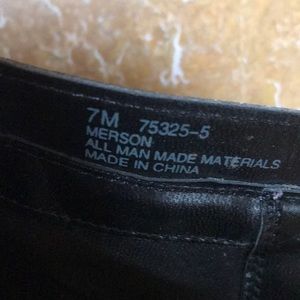 7M 75325-5
MERSON
ALL MAN MADE MATERIALS
MADE IN CHINA